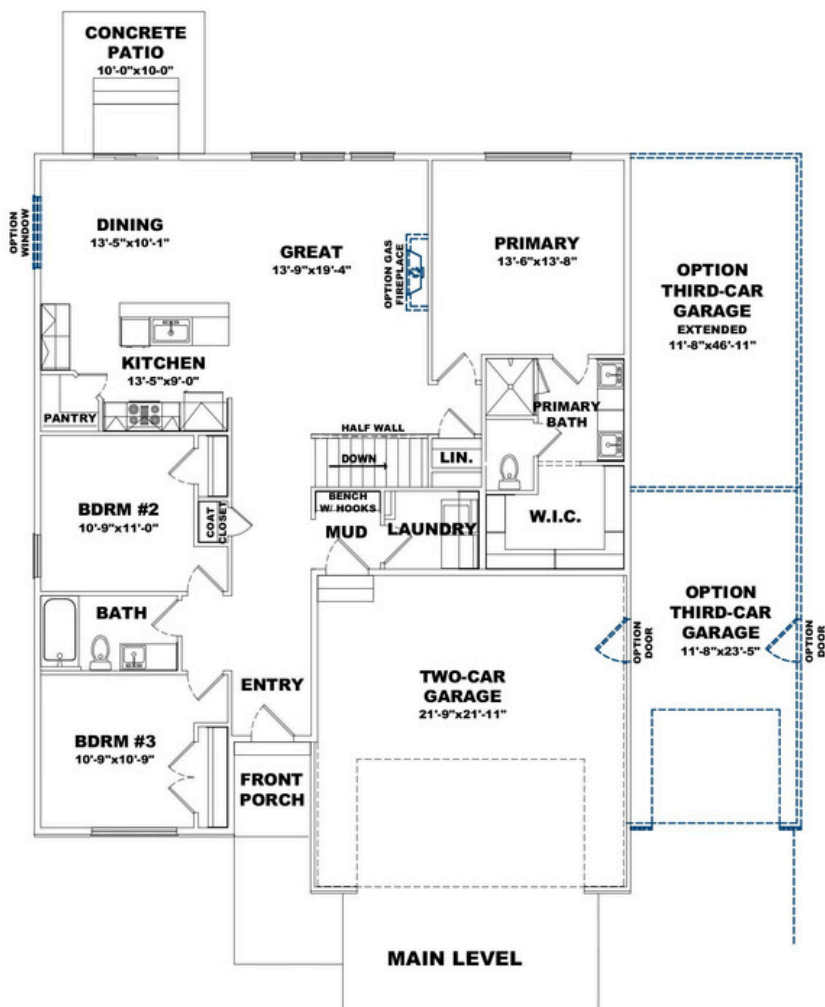 CONCRETE
PATIO
10'-0"x10-0"
OPTION
WINDOW
DINING
13'-5"x10'-1"
GREAT
13'-9"x19'-4"
OPTION GAS
FIREPLACE
PRIMARY
13'-6"x13'-8"
OPTION
THIRD-CAR
GARAGE
EXTENDED
11'-8"x46'-11"
KITCHEN
13'-5"x9'-0"
PANTRY
PRIMARY
BATH
HALF WALL
DOWN
LIN.
BDRM #2
10'-9"x11'-0"
COAT
CLOSET
BENCH
W/ HOOKS
MUD
LAUNDRY
W.I.C.
BATH
OPTION
THIRD-CAR
GARAGE
11'-8"x23'-5"
OPTION
DOOR
OPTION
DOOR
ENTRY
TWO-CAR
GARAGE
21'-9"x21'-11"
BDRM #3
10'-9"x10'-9"
FRONT
PORCH
MAIN LEVEL